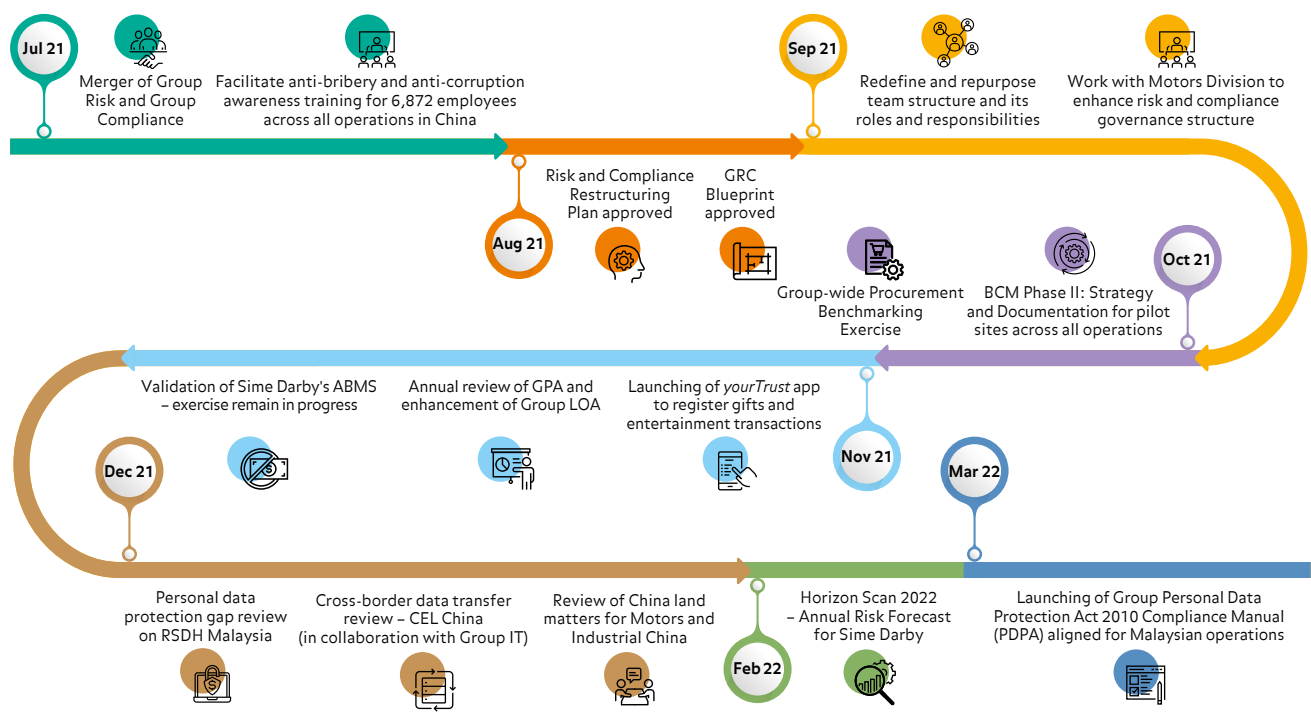 Jul 21
Merger of Group
Risk and Group
Compliance
Facilitate anti-bribery and anti-corruption
awareness training for 6,872 employees
across all operations in China
Aug 21
Risk and Compliance
Restructuring
Plan approved
GRC
Blueprint
approved
Sep 21
Redefine and repurpose
team structure and its
roles and responsibilities
Work with Motors Division to
enhance risk and compliance
governance structure
Oct 21
BCM Phase II: Strategy
and Documentation for pilot
sites across all operations
Group-wide Procurement
Benchmarking
Exercise
Nov 21
Launching of yourTrust app
to register gifts and
entertainment transactions
Annual review of GPA and
enhancement of Group LOA
Validation of Sime Darby's ABMS
– exercise remain in progress
Dec 21
Personal data
protection gap review
on RSDH Malaysia
Cross-border data transfer
review – CEL China
(in collaboration with Group IT)
Review of China land
matters for Motors and
Industrial China
Feb 22
Horizon Scan 2022
– Annual Risk Forecast
for Sime Darby
Mar 22
Launching of Group Personal Data
Protection Act 2010 Compliance Manual
(PDPA) aligned for Malaysian operations